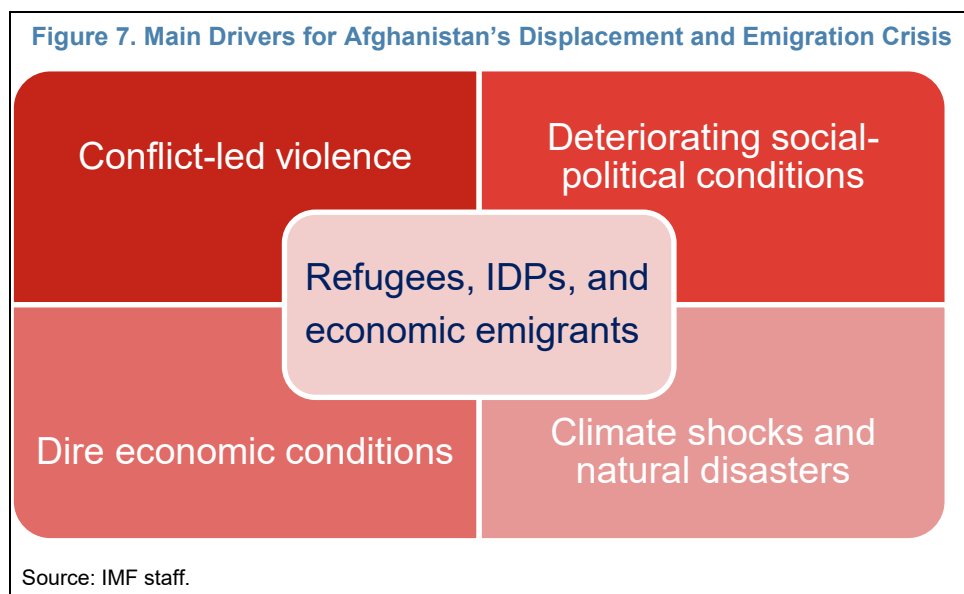 Figure 7. Main Drivers for Afghanistan’s Displacement and Emigration Crisis
Conflict-led violence
Deteriorating social-
political conditions
Refugees, IDPs, and
economic emigrants
Dire economic conditions
Climate shocks and
natural disasters
Source: IMF staff.